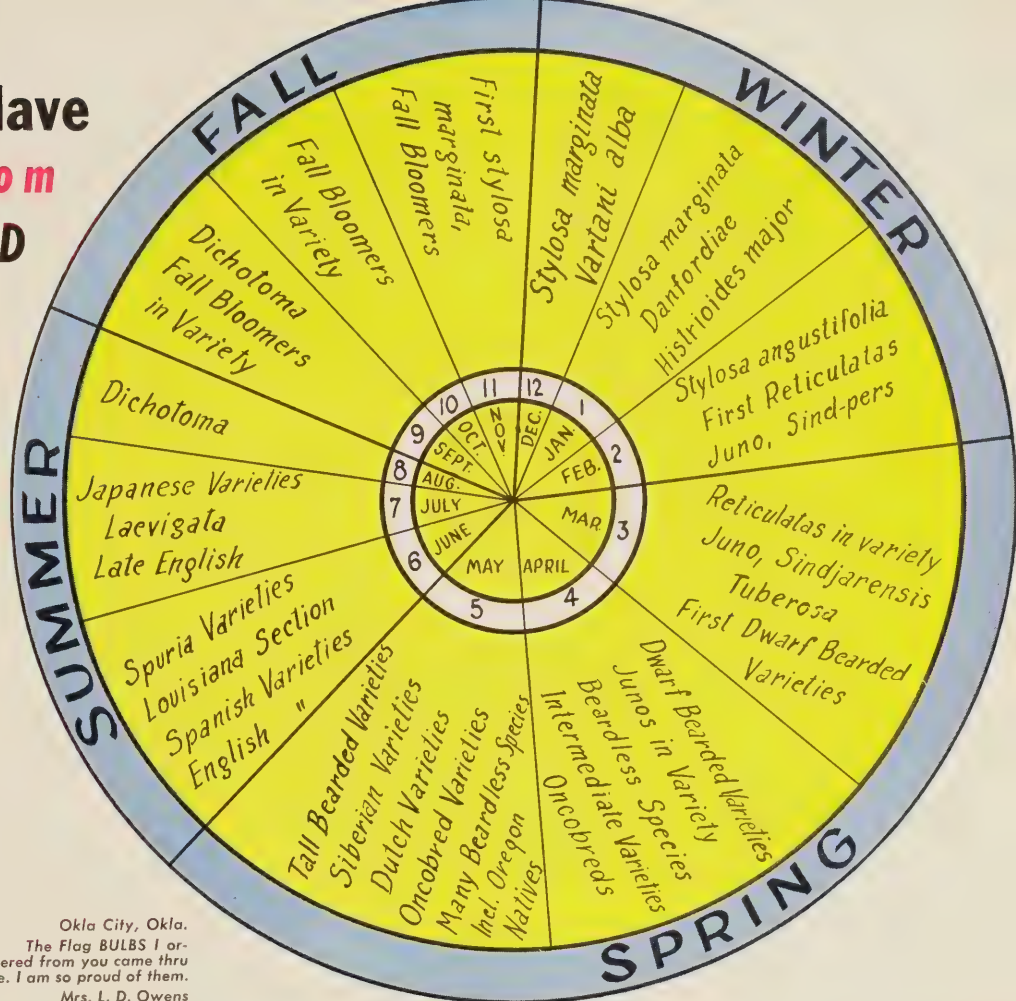 FALL
WINTER
SPRING
SUMMER
Stylosa marginata
Vartani alba
Stylosa marginata
Danfordiae
Histrioides major
Stylosa angustifolia
First Reticulatas
Juno, Sind-pers
Reticulatas in variety
Juno, Sindjarensis
Tuberosa
First Dwarf Bearded
Varieties
Dwarf Bearded Varieties
Junos in Variety
Beardless Species
Intermediate Varieties
Oncobreds
Tall Bearded Varieties
Siberian Varieties
Dutch Varieties
Oncobred Varieties
Many Beardless Species
Incl. Oregon
Natives
Spuria Varieties
Louisiana Section
Spanish Varieties
English "
Japanese Varieties
Laevigata
Late English
Dichotoma
Dichotoma
Fall Bloomers
in Variety
Fall Bloomers
in Variety
First stylosa
marginata,
Fall Bloomers
12
1
2
3
4
5
6
7
8
9
10
11
DEC.
JAN.
FEB.
MAR.
APRIL
MAY
JUNE
JULY
AUG.
SEPT.
OCT.
NOV.
D
Okla City, Okla.
The Flag BULBS I or-
ered from you came thru
e. I am so proud of them.
Mrs. L. D. Owens